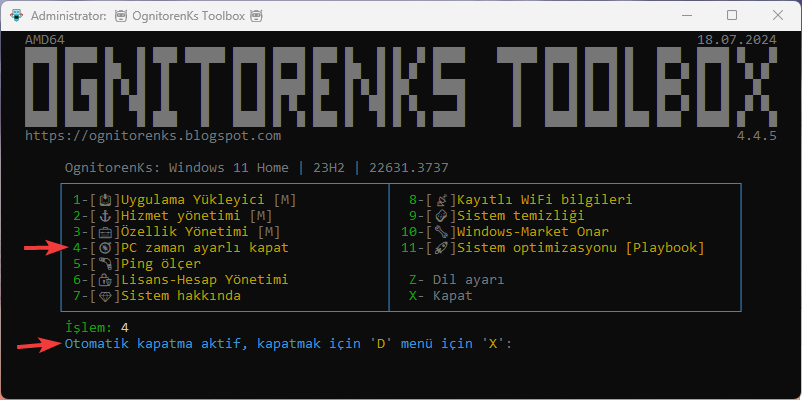 Administrator: OgnitorenKs Toolbox
AMD64 18.07.2024
OGNITORENKS TOOLBOX
https://ognitorenks.blogspot.com 4.4.5
OgnitorenKs: Windows 11 Home | 23H2 | 22631.3737
1-[]Uygulama Yükleyici [M]
2-[]Hizmet yönetimi [M]
3-[]Özellik Yönetimi [M]
4-[]PC zaman ayarlı kapat
5-[]Ping ölçer
6-[]Lisans-Hesap Yönetimi
7-[]Sistem hakkında
8-[]Kayıtlı WiFi bilgileri
9-[]Sistem temizliği
10-[]Windows-Market Onar
11-[]Sistem optimizasyonu [Playbook]
Z- Dil ayarı
X- Kapat
İşlem: 4
Otomatik kapatma aktif, kapatmak için 'D' menü için 'X':